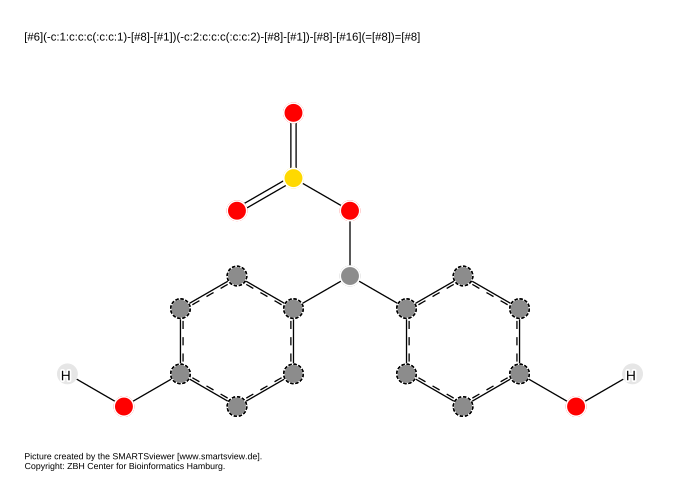 [#6](-c:1:c:c:c(:c:c:1)-[#8]-[#1])(-c:2:c:c:c(:c:c:2)-[#8]-[#1])-[#8]-[#16](=[#8])=[#8]
H
H
Picture created by the SMARTSviewer [www.smartsview.de].
Copyright: ZBH Center for Bioinformatics Hamburg.